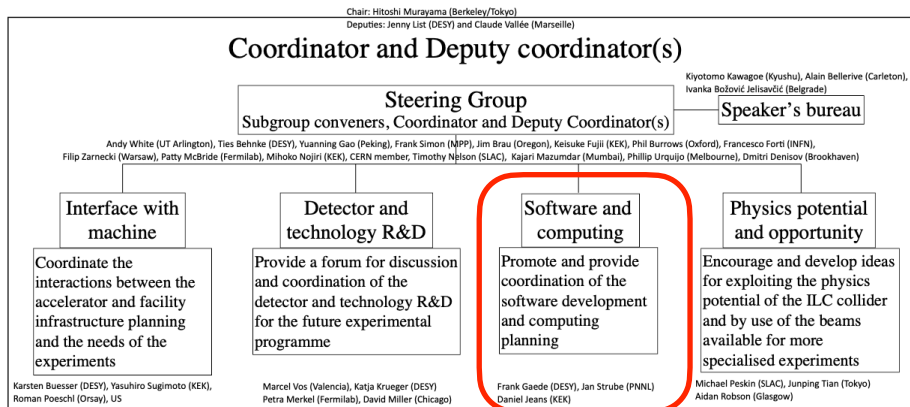 Chair: Hitoshi Murayama (Berkeley/Tokyo)
Deputies: Jenny List (DESY) and Claude Vallée (Marseille)
Coordinator and Deputy coordinator(s)
Kiyotomo Kawagoe (Kyushu), Alain Bellerive (Carleton),
Ivanka Božović Jelisavčić (Belgrade)
Steering Group
Subgroup conveners, Coordinator and Deputy Coordinator(s)
Speaker's bureau
Andy White (UT Arlington), Ties Behnke (DESY), Yuanning Gao (Peking), Frank Simon (MPP), Jim Brau (Oregon), Keisuke Fujii (KEK), Phil Burrows (Oxford), Francesco Forti (INFN),
Filip Zarnecki (Warsaw), Patty McBride (Fermilab), Mihoko Nojiri (KEK), CERN member, Timothy Nelson (SLAC), Kajari Mazumdar (Mumbai), Phillip Urquijo (Melbourne), Dmitri Denisov (Brookhaven)
Interface with
machine
Coordinate the
interactions between the
accelerator and facility
infrastructure planning
and the needs of the
experiments
Karsten Buesser (DESY), Yasuhiro Sugimoto (KEK),
Roman Poeschl (Orsay), US
Detector and
technology R&D
Provide a forum for discussion
and coordination of the
detector and technology R&D
for the future experimental
programme
Marcel Vos (Valencia), Katja Krueger (DESY)
Petra Merkel (Fermilab), David Miller (Chicago)
Software and
computing
Promote and provide
coordination of the
software development
and computing
planning
Frank Gaede (DESY), Jan Strube (PNNL)
Daniel Jeans (KEK)
Physics potential
and opportunity
Encourage and develop ideas
for exploiting the physics
potential of the ILC collider
and by use of the beams
available for more
specialised experiments
Michael Peskin (SLAC), Junping Tian (Tokyo)
Aidan Robson (Glasgow)